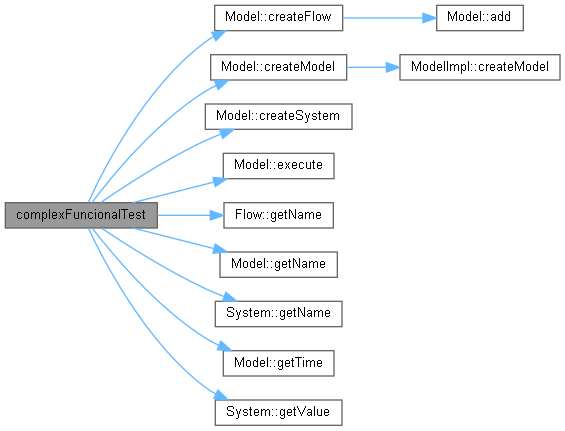 Model::createFlow
Model::add
Model::createModel
ModelImpl::createModel
Model::createSystem
Model::execute
complexFuncionalTest
Flow::getName
Model::getName
System::getName
Model::getTime
System::getValue